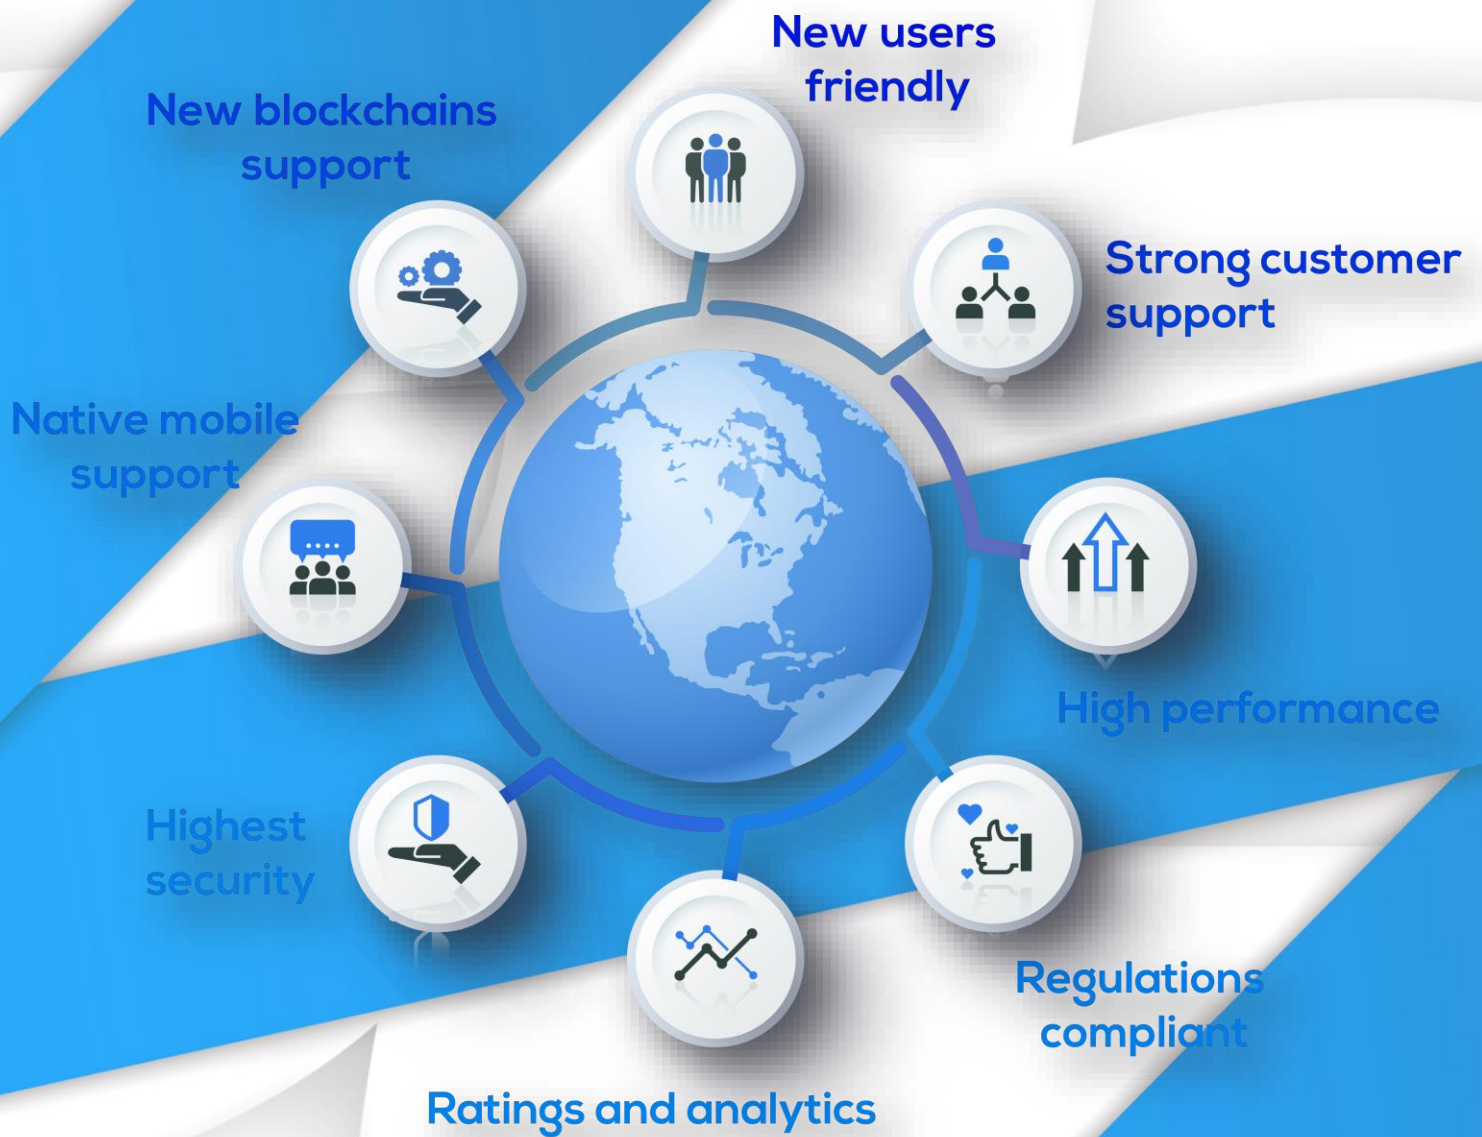 New users
friendly
New blockchains
support
Strong customer
support
Native mobile
support
High performance
Highest
security
Regulations
compliant
Ratings and analytics